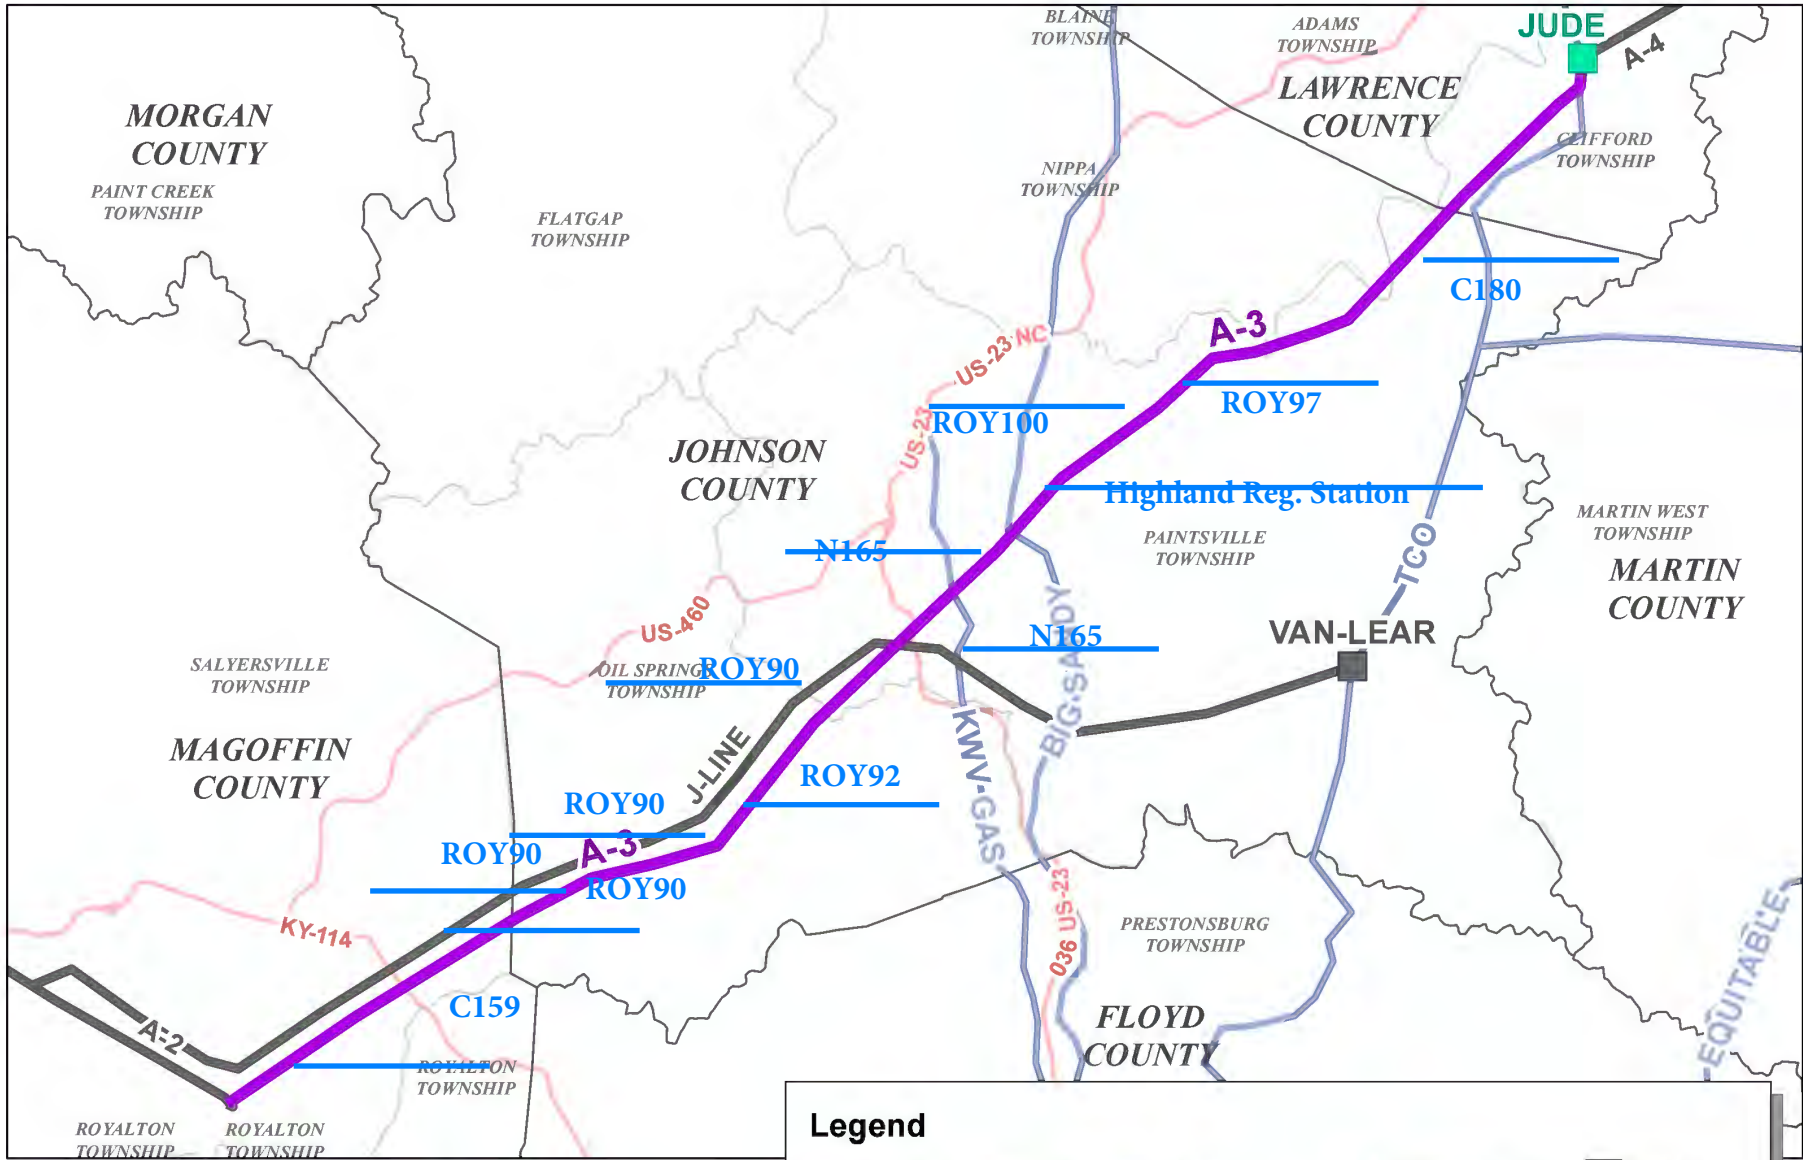 BLAINE
TOWNSHIP
ADAMS
TOWNSHIP
JUDE
A-4
LAWRENCE
COUNTY
MORGAN
COUNTY
CLIFFORD
TOWNSHIP
NIPPA
TOWNSHIP
PAINT CREEK
TOWNSHIP
FLATGAP
TOWNSHIP
C180
A-3
US-23 NC
ROY97
ROY100
US-23
JOHNSON
COUNTY
Highland Reg. Station
MARTIN WEST
TOWNSHIP
PAINTSVILLE
TOWNSHIP
N165
TCO
MARTIN
COUNTY
US-460
BIG SANDY
N165
VAN-LEAR
SALYERSVILLE
TOWNSHIP
OIL SPRINGS
TOWNSHIP
ROY90
MAGOFFIN
COUNTY
J-LINE
KWV-GAS
BIG-SANDY
ROY92
ROY90
A-3
ROY90
ROY90
US-23
KY-114
PRESTONSBURG
TOWNSHIP
036
EQUITABLE
C159
FLOYD
COUNTY
A-2
ROYALTON
TOWNSHIP
ROYALTON
TOWNSHIP
ROYALTON
TOWNSHIP
Legend